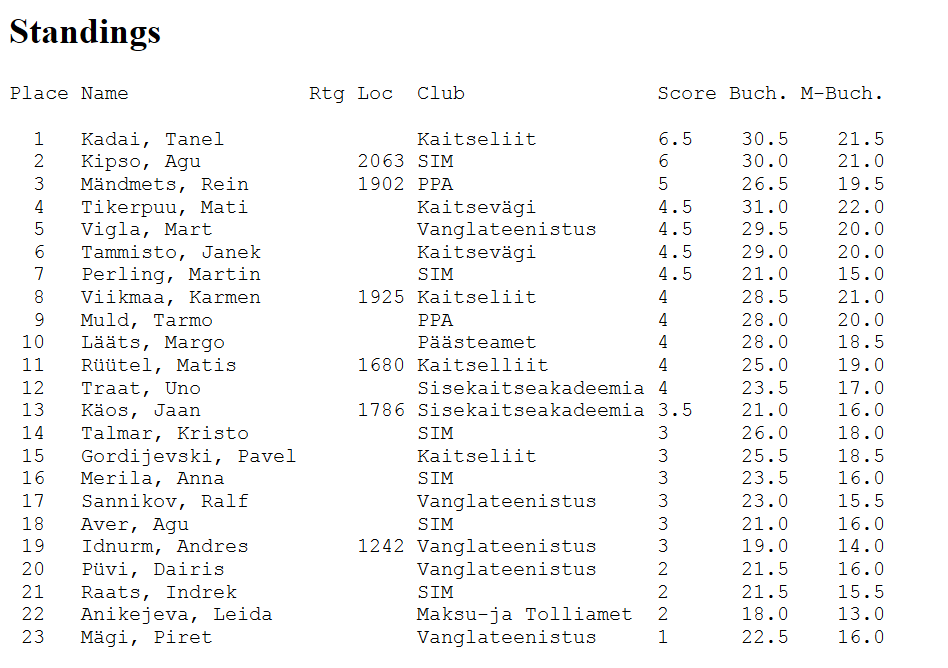 Standings
Place Name Rtg Loc Club Score Buch. M-Buch.
1 Kadai, Tanel Kaitseliit 6.5 30.5 21.5
2 Kipso, Agu 2063 SIM 6 30.0 21.0
3 Mändmets, Rein 1902 PPA 5 26.5 19.5
4 Tikerpuu, Mati Kaitsevägi 4.5 31.0 22.0
5 Vigla, Mart Vanglateenistus 4.5 29.5 20.0
6 Tammisto, Janek Kaitsevägi 4.5 29.0 20.0
7 Perling, Martin SIM 4.5 21.0 15.0
8 Viikmaa, Karmen 1925 Kaitseliit 4 28.5 21.0
9 Muld, Tarmo PPA 4 28.0 20.0
10 Lääts, Margo Päästeamet 4 28.0 18.5
11 Rüütel, Matis 1680 Kaitselliit 4 25.0 19.0
12 Traat, Uno Sisekaitseakadeemia 4 23.5 17.0
13 Käos, Jaan 1786 Sisekaitseakadeemia 3.5 21.0 16.0
14 Talmar, Kristo SIM 3 26.0 18.0
15 Gordijevski, Pavel Kaitseliit 3 25.5 18.5
16 Merila, Anna SIM 3 23.5 16.0
17 Sannikov, Ralf Vanglateenistus 3 23.0 15.5
18 Aver, Agu SIM 3 21.0 16.0
19 Idnurm, Andres 1242 Vanglateenistus 3 19.0 14.0
20 Püvi, Dairis Vanglateenistus 2 21.5 16.0
21 Raats, Indrek SIM 2 21.5 15.5
22 Anikejeva, Leida Maksu-ja Tolliamet 2 18.0 13.0
23 Mägi, Piret Vanglateenistus 1 22.5 16.0